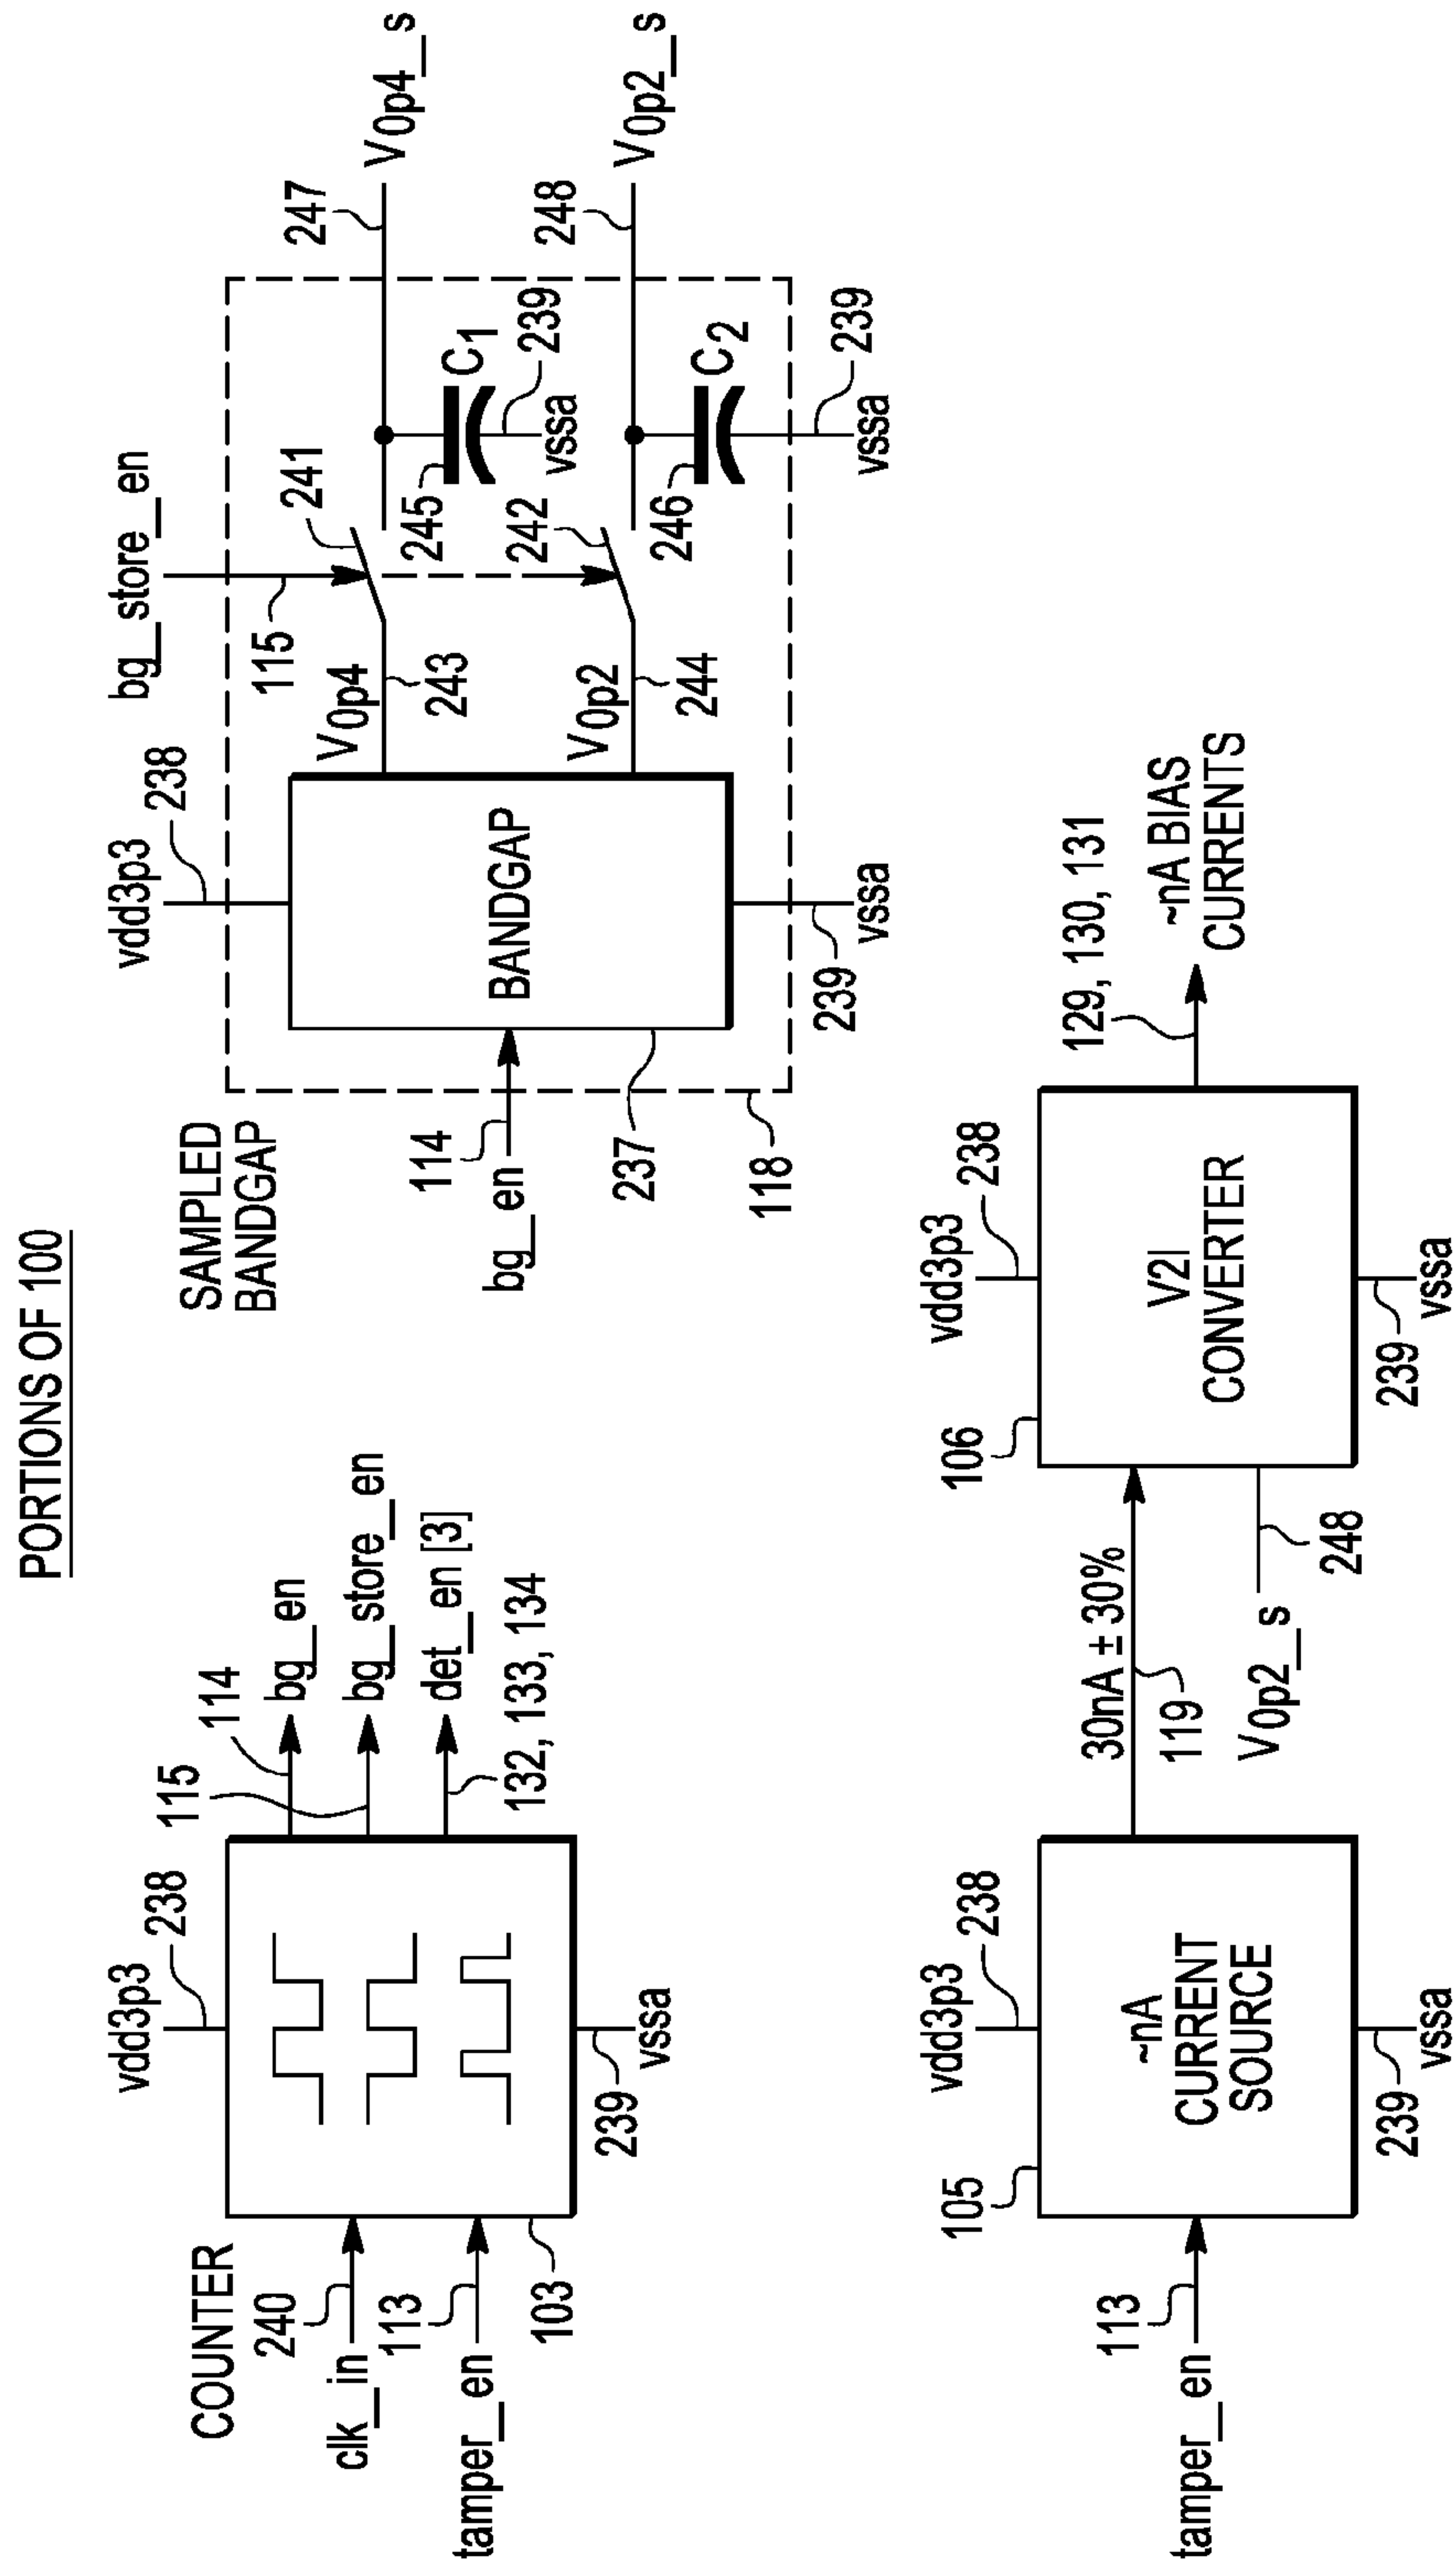 PORTIONS OF 100
COUNTER
vdd3p3
238
clk_in
240
tamper_en
113
103
114
bg_en
115
bg_store_en
det_en [3]
132, 133, 134
239
vssa
SAMPLED
BANDGAP
vdd3p3
238
bg_store_en
115
241
114
bg_en
237
118
BANDGAP
V0p4
243
V0p2
244
242
245
C1
239
vssa
246
C2
239
vssa
247
V0p4_s
248
V0p2_s
239
vssa
tamper_en
113
105
vdd3p3
238
~nA
CURRENT
SOURCE
239
vssa
30nA ± 30%
119
V0p2_s
248
106
vdd3p3
238
V2I
CONVERTER
239
vssa
129, 130, 131
~nA BIAS
CURRENTS